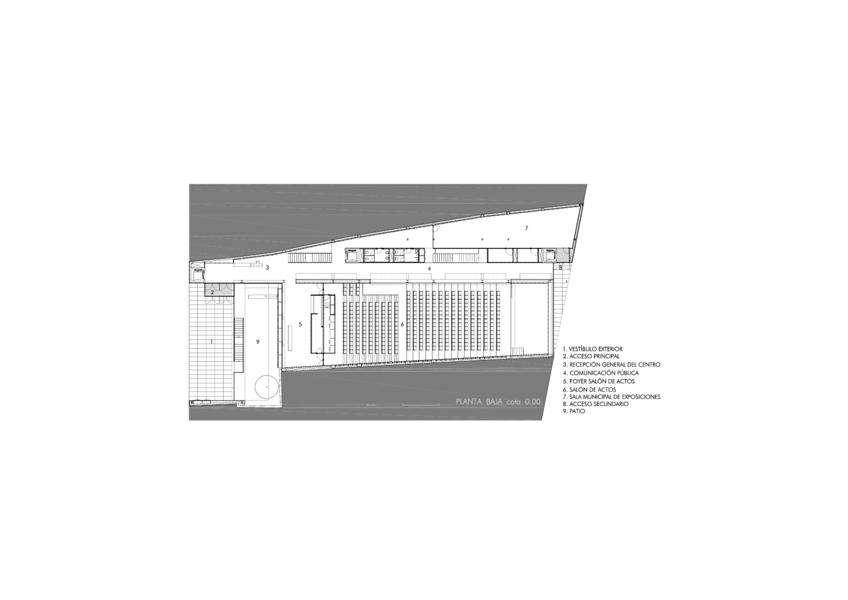 7
3
4
8
2
1
9
5
6
PLANTA BAJA cota 0.00
1. VESTÍBULO EXTERIOR
2. ACCESO PRINCIPAL
3. RECEPCIÓN GENERAL DEL CENTRO
4. COMUNICACIÓN PÚBLICA
5. FOYER SALÓN DE ACTOS
6. SALÓN DE ACTOS
7. SALA MUNICIPAL DE EXPOSICIONES
8. ACCESO SECUNDARIO
9. PATIO